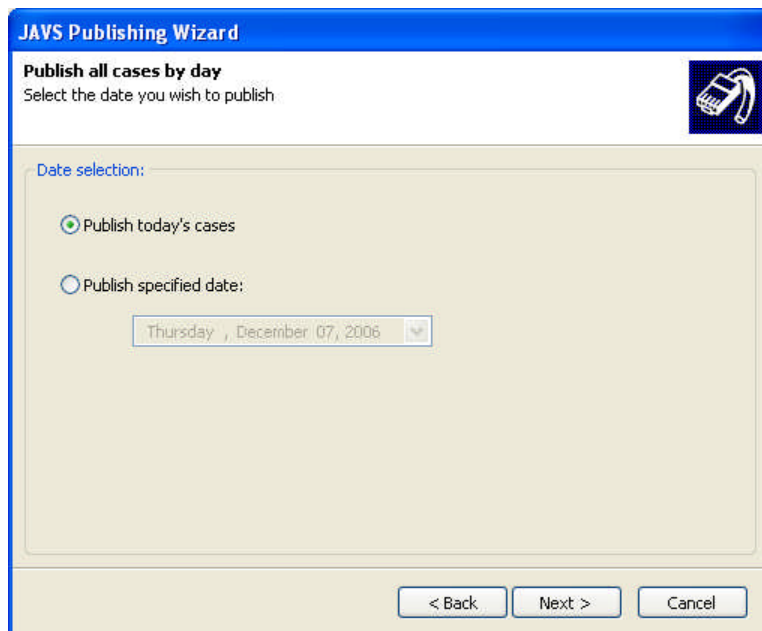 JAVS Publishing Wizard
Publish all cases by day
Select the date you wish to publish
Date selection:
Publish today's cases
Publish specified date:
Thursday , December 07, 2006
< Back Next > Cancel